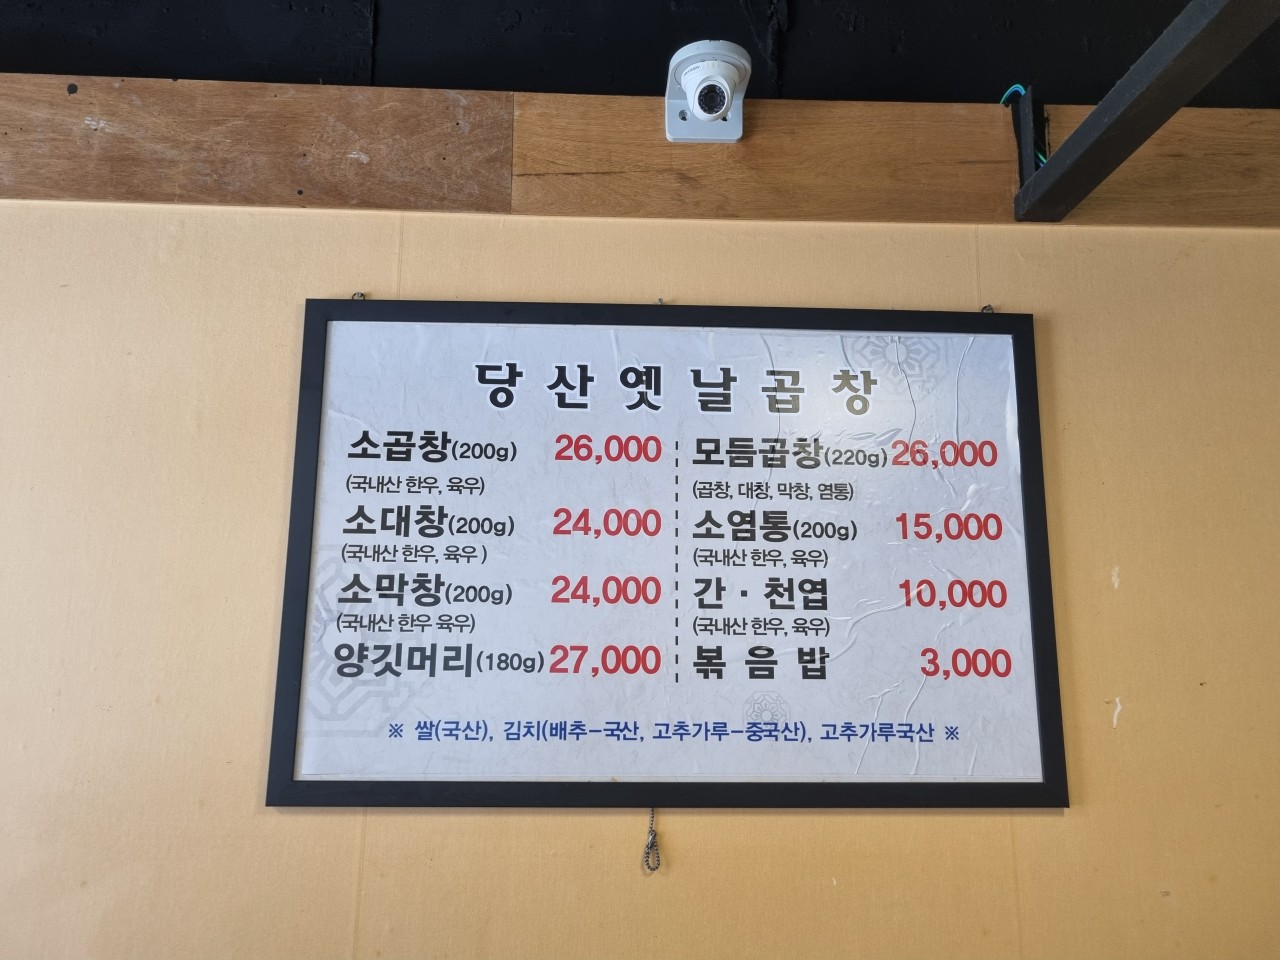 당산옛날곱창
소곱창(200g) 26,000
(국내산 한우, 육우)
소대창(200g) 24,000
(국내산 한우, 육우 )
소막창(200g) 24,000
(국내산 한우 육우)
양깃머리(180g) 27,000
모듬곱창(220g) 26,000
(곱창, 대창, 막창, 염통)
소염통(200g) 15,000
(국내산 한우, 육우)
간 · 천엽 10,000
(국내산 한우, 육우)
볶음밥 3,000
※ 쌀(국산), 김치(배추-국산, 고추가루-중국산), 고추가루국산 ※